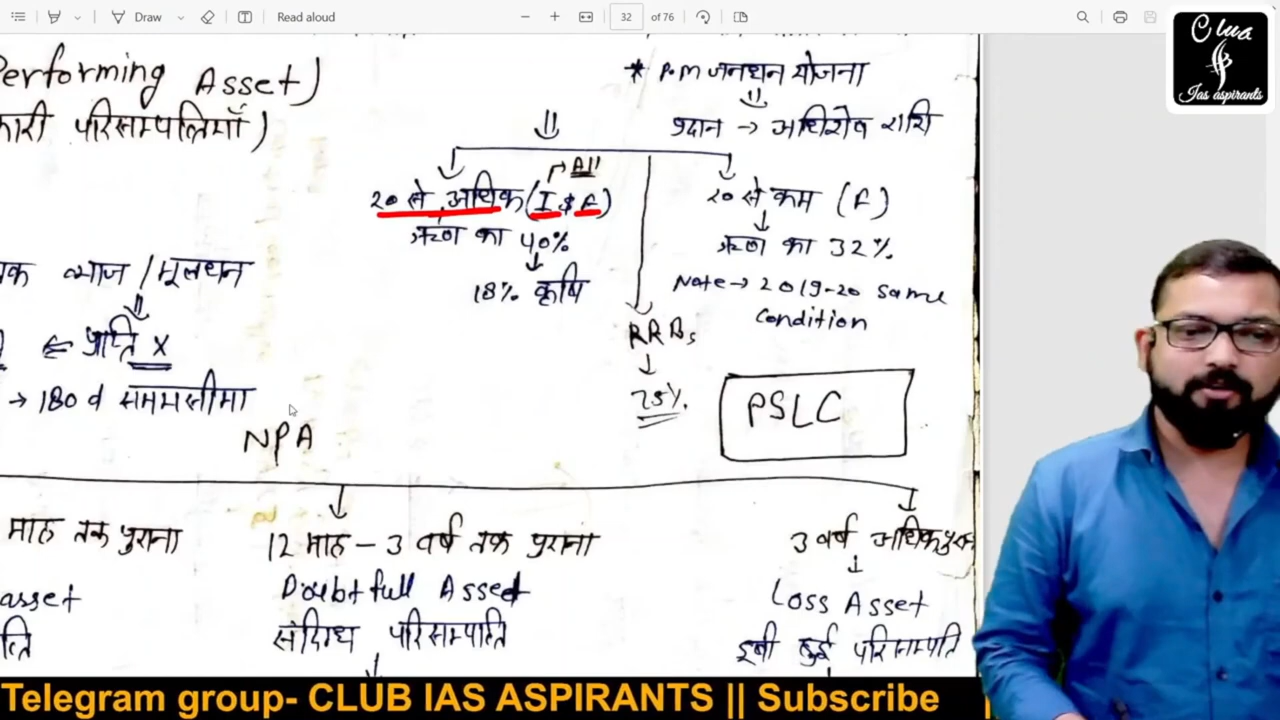 Draw
Read aloud
32 of 76
Clua
Ias aspirants
Performing Asset)
कारी परिसम्पत्तियाँ)
* P.M जनधन योजना
प्रदान → अधिशेष राशि
All
20 से अधिक (I & F)
20 से कम (F)
ऋण का 40%
ऋण का 32%
18% कृषि
Note → 2019-20 same
condition
ब्याज / मूलधन
प्राप्ति X
→ 180 d समयसीमा
RRBs
75%
PSLC
NPA
माह तक पुराना
12 माह - 3 वर्ष तक पुराना
3 वर्ष अधिक
asset
Doubtfull Asset
संदिग्ध परिसम्पत्ति
Loss Asset
डूबी हुई परिसम्पत्ति
Telegram group- CLUB IAS ASPIRANTS || Subscribe |